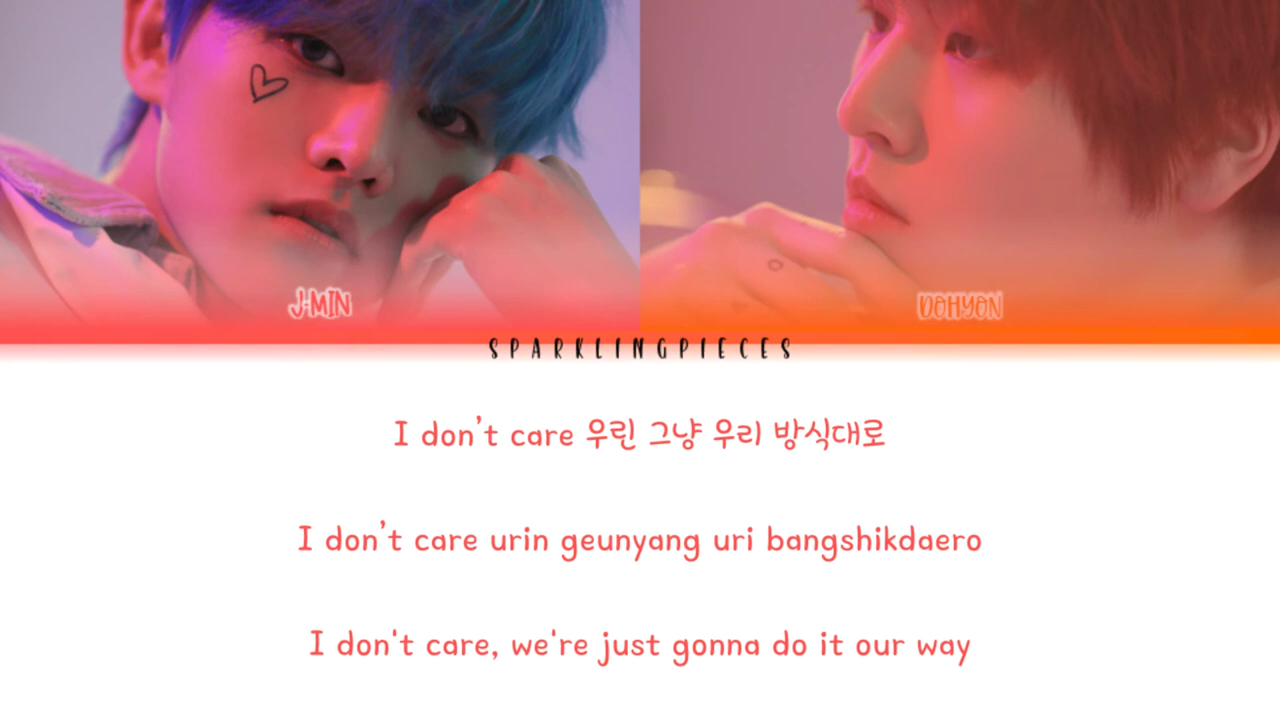 J-MIN
DOHYON
SPARKLINGPIECES
I don't care 우린 그냥 우리 방식대로
I don't care urin geunyang uri bangshikdaero
I don't care, we're just gonna do it our way